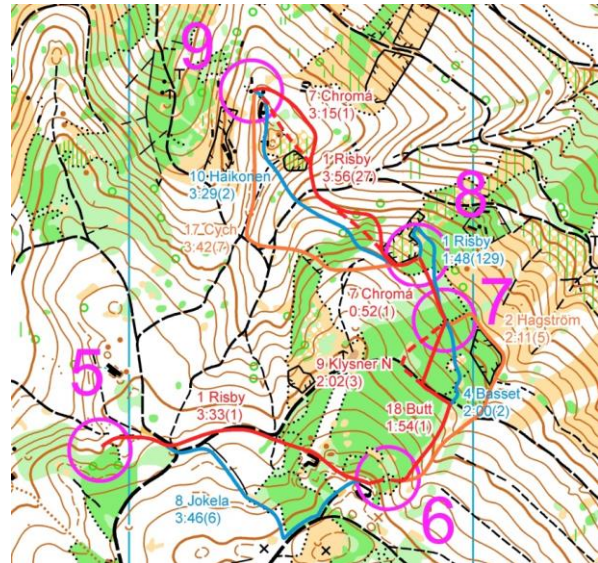 9
7 Chromá
3:15(1)
1 Risby
3:56(27)
10 Haikonen
3:29(2)
17 Cych
3:42(7)
8
1 Risby
1:48(129)
7 Chromá
0:52(1)
7
2 Hagström
2:11(5)
9 Klysner N
2:02(3)
5
1 Risby
3:33(1)
4 Basset
2:00(2)
18 Butt
1:54(1)
8 Jokela
3:46(6)
6